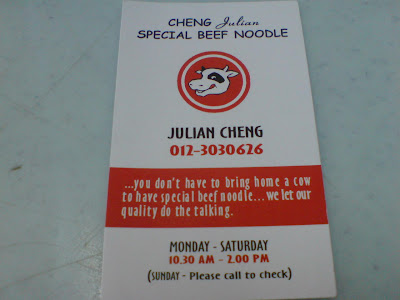 CHENG Julian
SPECIAL BEEF NOODLE
JULIAN CHENG
012-3030626
...you don't have to bring home a cow
to have special beef noodle... we let our
quality do the talking.
MONDAY - SATURDAY
10.30 AM - 2.00 PM
(SUNDAY - Please call to check)